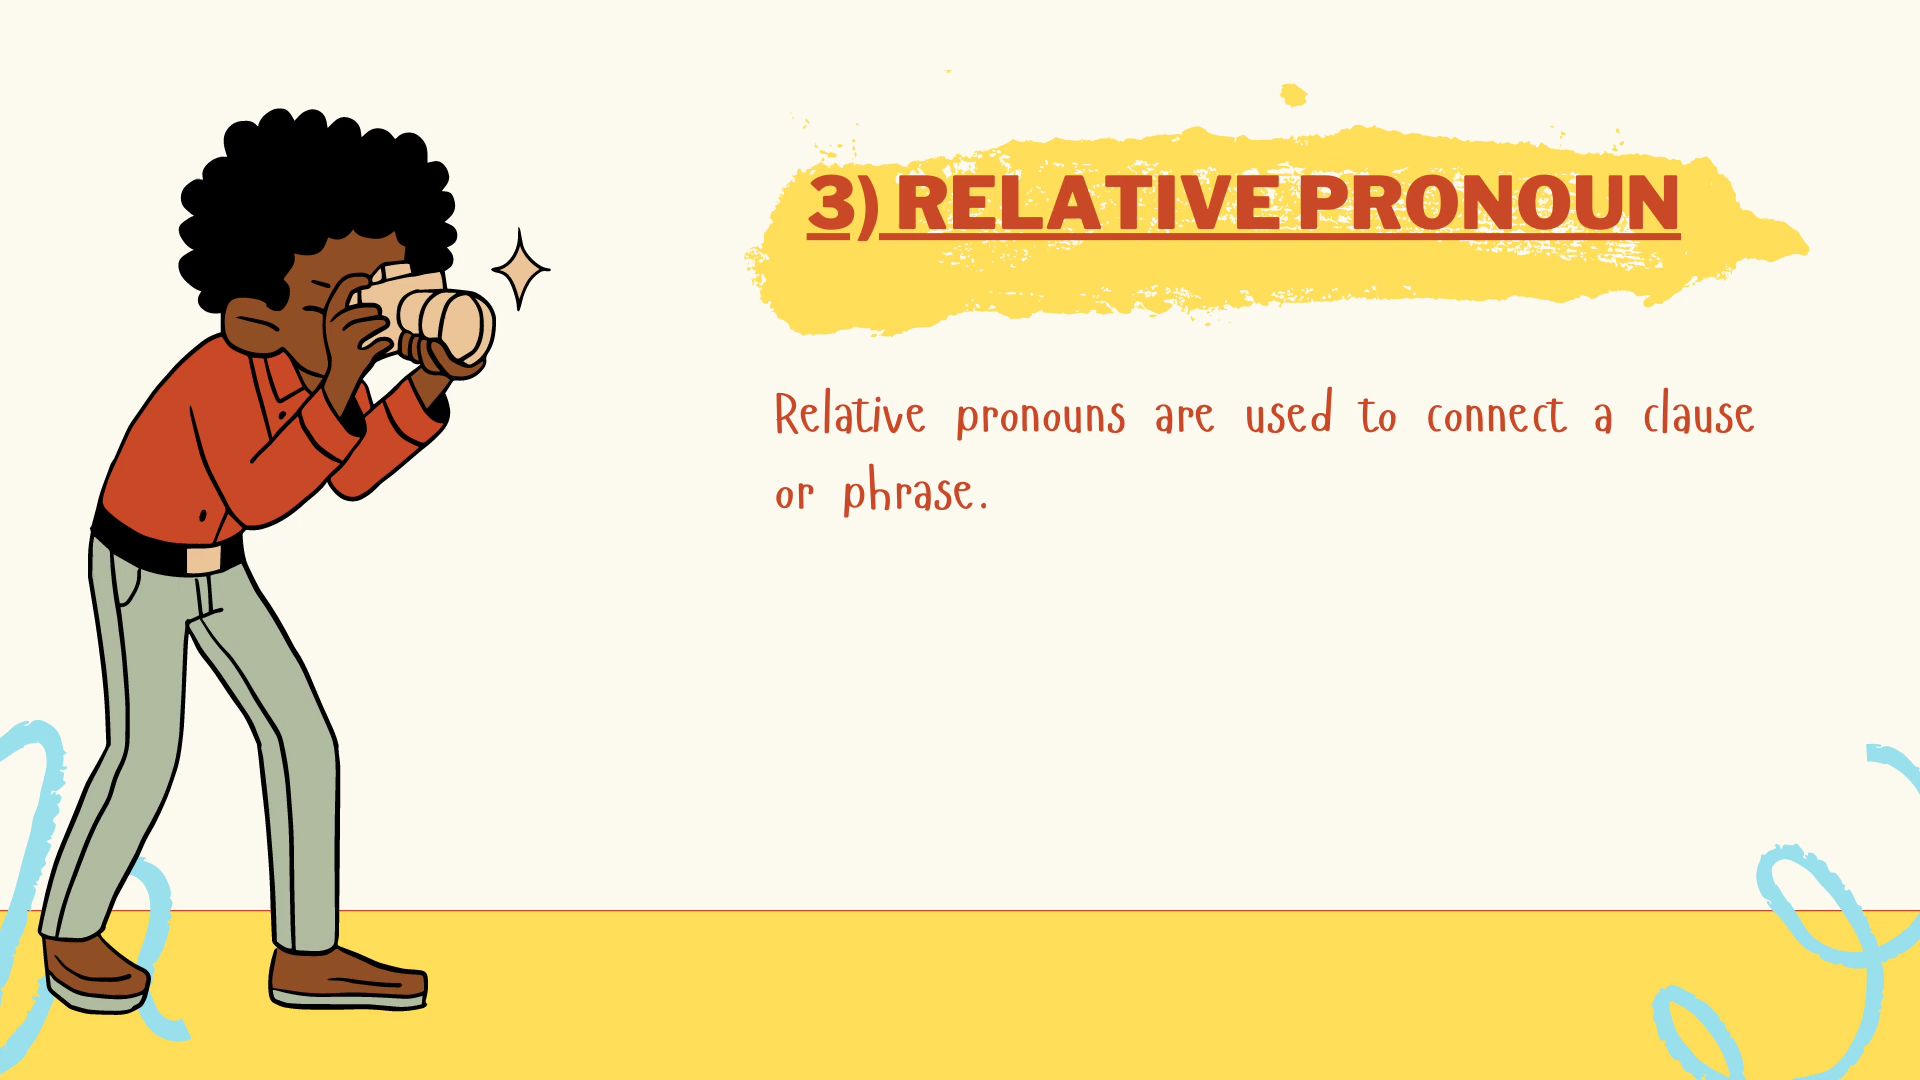 3) RELATIVE PRONOUN
Relative pronouns are used to connect a clause
or phrase.